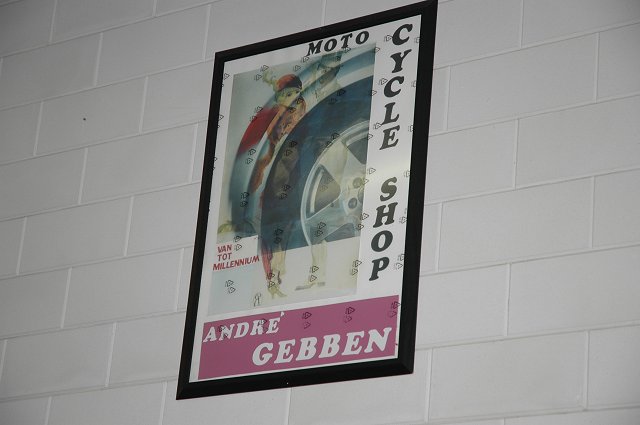 MOTO
CYCLE SHOP
VAN
TOT
MILLENNIUM
ANDRE'
GEBBEN